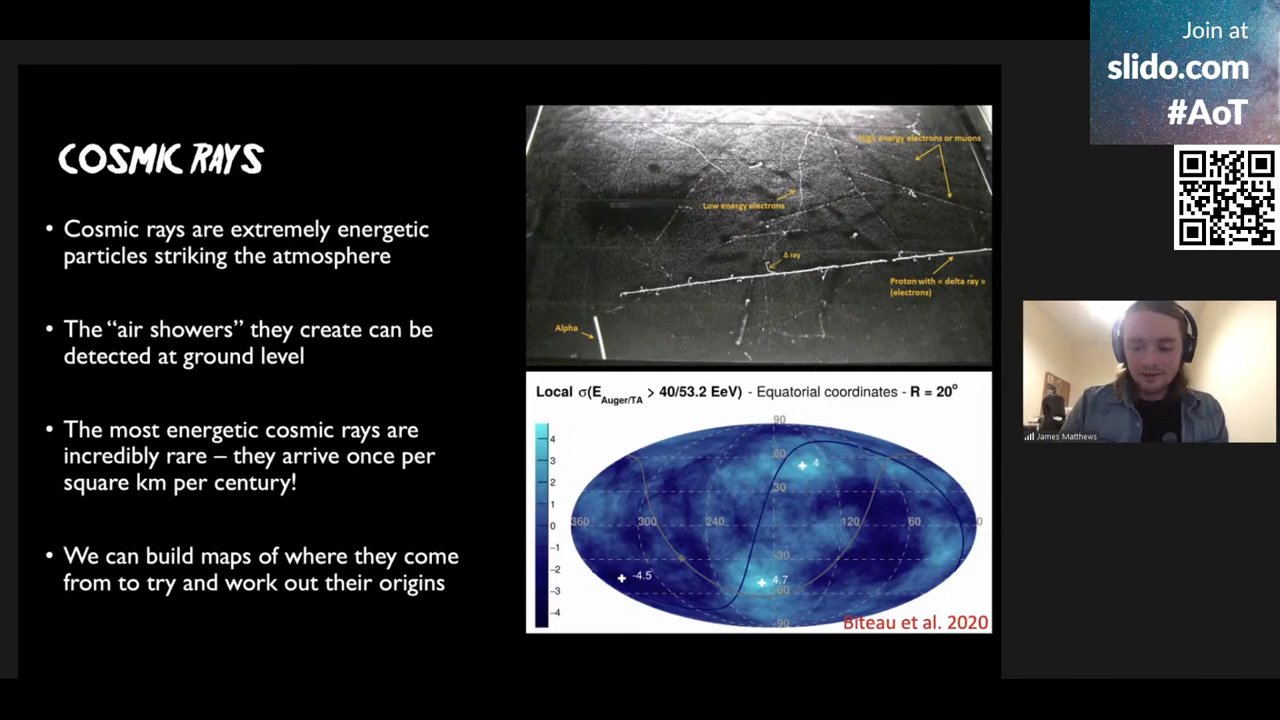 Join at
slido.com
#AoT
COSMIC RAYS
• Cosmic rays are extremely energetic
particles striking the atmosphere
• The “air showers” they create can be
detected at ground level
• The most energetic cosmic rays are
incredibly rare – they arrive once per
square km per century!
• We can build maps of where they come
from to try and work out their origins
High energy electrons or muons
Low energy electrons
Δ ray
Proton with « delta ray »
(electrons)
Alpha
Local σ(E Auger/TA > 40/53.2 EeV) - Equatorial coordinates - R = 20°
4
3
2
1
0
−1
−2
−3
−4
90
60
30
360 300 240 120 60 0
-30
-60
-90
4
-4.5
4.7
Biteau et al. 2020
James Matthews